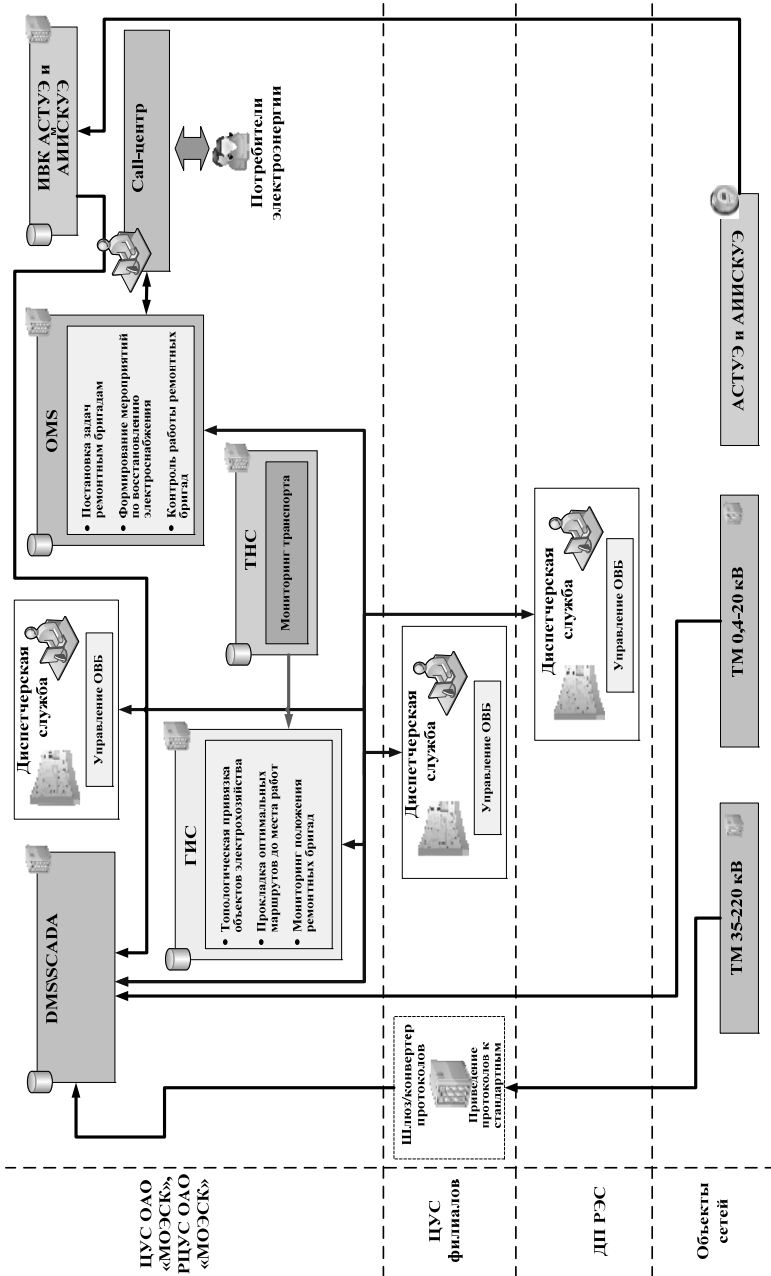 ЦУС ОАО
«МОЭСК»,
РЦУС ОАО
«МОЭСК»
DMS\SCADA
Диспетчерская
служба
Управление ОВБ
OMS
Постановка задач
ремонтным бригадам
Формирование мероприятий
по восстановлению
электроснабжения
Контроль работы ремонтных
бригад
ИВК АСТУЭ и
АИИСКУЭ
Call-центр
Потребители
электроэнергии
ГИС
Топологическая привязка
объектов электрохозяйства
Прокладка оптимальных
маршрутов до места работ
Мониторинг положения
ремонтных бригад
ТНС
Мониторинг транспорта
ЦУС
филиалов
Шлюз/конвертер
протоколов
Приведение
протоколов к
стандартным
Диспетчерская
служба
Управление ОВБ
ДП РЭС
Диспетчерская
служба
Управление ОВБ
Объекты
сетей
ТМ 35-220 кВ
ТМ 0,4-20 кВ
АСТУЭ и АИИСКУЭ